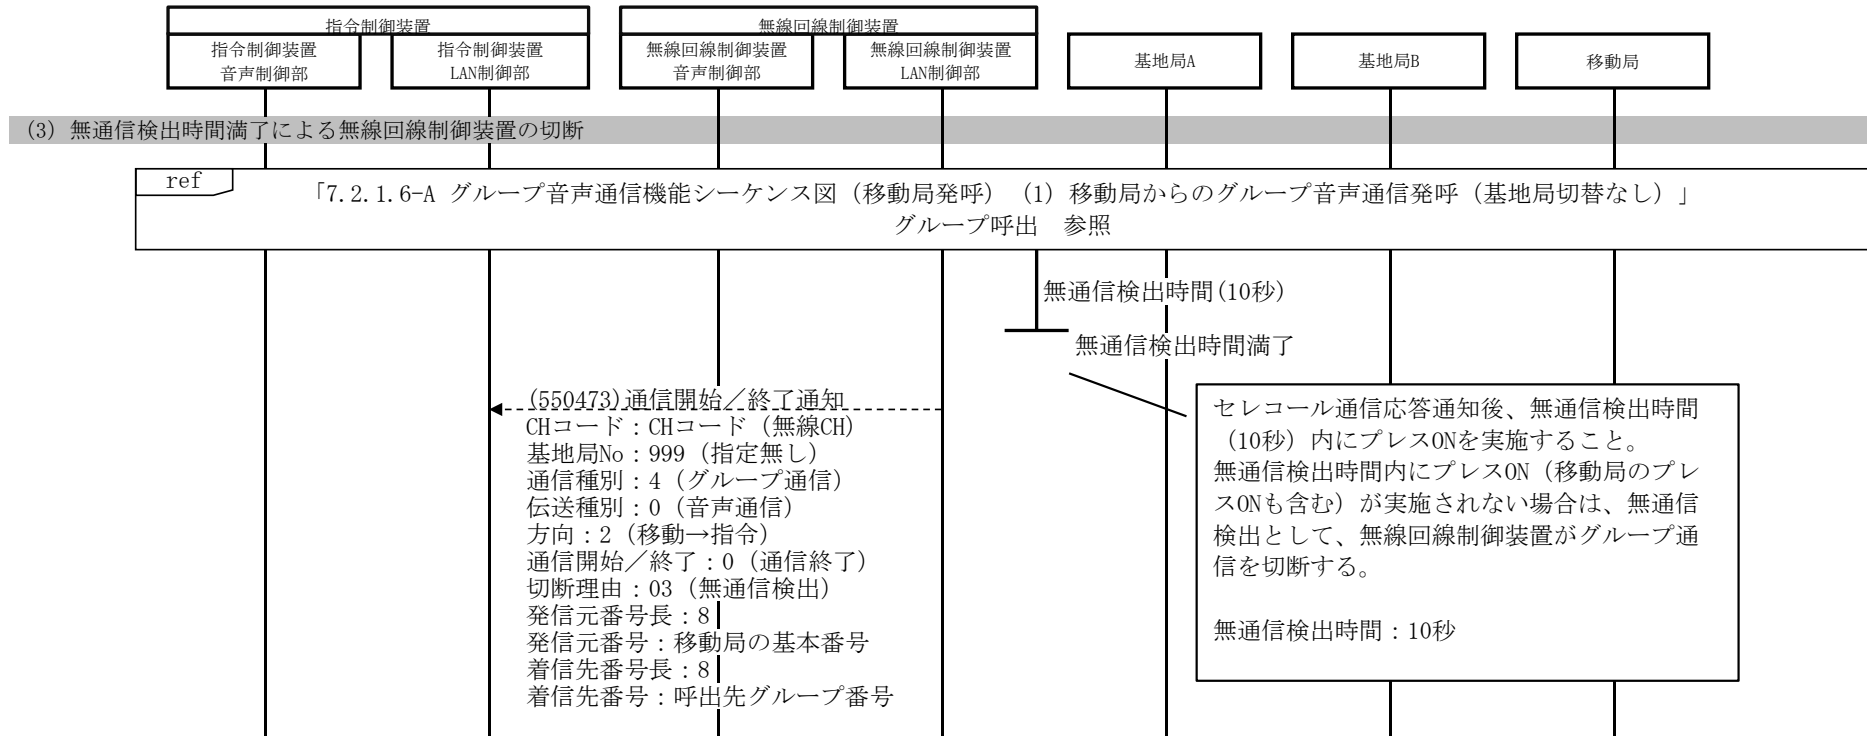 指令制御装置
無線回線制御装置
指令制御装置
音声制御部
指令制御装置
LAN制御部
無線回線制御装置
音声制御部
無線回線制御装置
LAN制御部
基地局A
基地局B
移動局
(3) 無通信検出時間満了による無線回線制御装置の切断
ref
「7.2.1.6-A グループ音声通信機能シーケンス図（移動局発呼）（1）移動局からのグループ音声通信発呼（基地局切替なし）」
グループ呼出　参照
無通信検出時間(10秒)
無通信検出時間満了
(550473)通信開始／終了通知
CHコード：CHコード（無線CH）
基地局No：999（指定無し）
通信種別：4（グループ通信）
伝送種別：0（音声通信）
方向：2（移動→指令）
通信開始／終了：0（通信終了）
切断理由：03（無通信検出）
発信元番号長：8
発信元番号：移動局の基本番号
着信先番号長：8
着信先番号：呼出先グループ番号
セレコール通信応答通知後、無通信検出時間
（10秒）内にプレスONを実施すること。
無通信検出時間内にプレスON（移動局のプレ
スONも含む）が実施されない場合は、無通信
検出として、無線回線制御装置がグループ通
信を切断する。
無通信検出時間：10秒